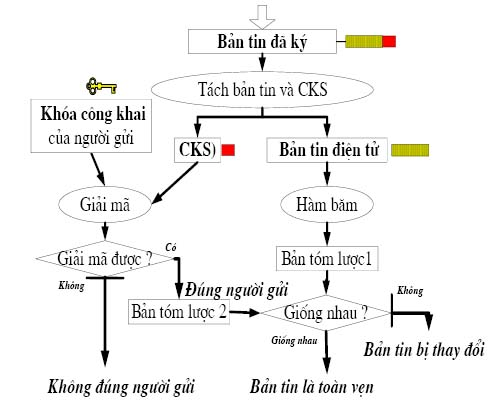 Bản tin đã ký
Tách bản tin và CKS
Khóa công khai
của người gửi
CKS)
Bản tin điện tử
Giải mã
Hàm băm
Giải mã được ?
Có
Bản tóm lược1
Không
Đúng người gửi
Không
Bản tóm lược 2
Giống nhau ?
Giống nhau
Bản tin bị thay đổi
Không đúng người gửi
Bản tin là toàn vẹn